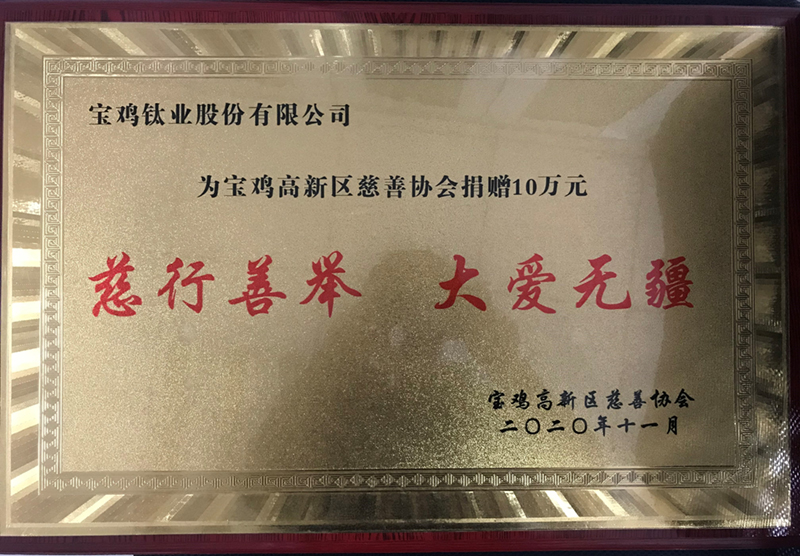 宝鸡钛业股份有限公司
为宝鸡高新区慈善协会捐赠10万元
慈行善举 大爱无疆
宝鸡高新区慈善协会
二〇二〇年十一月